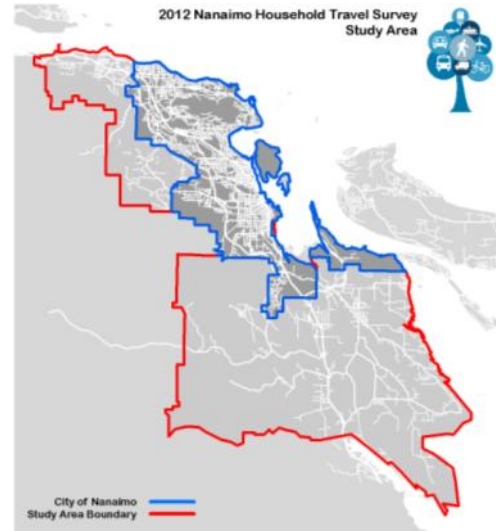 2012 Nanaimo Household Travel Survey
Study Area
City of Nanaimo
Study Area Boundary